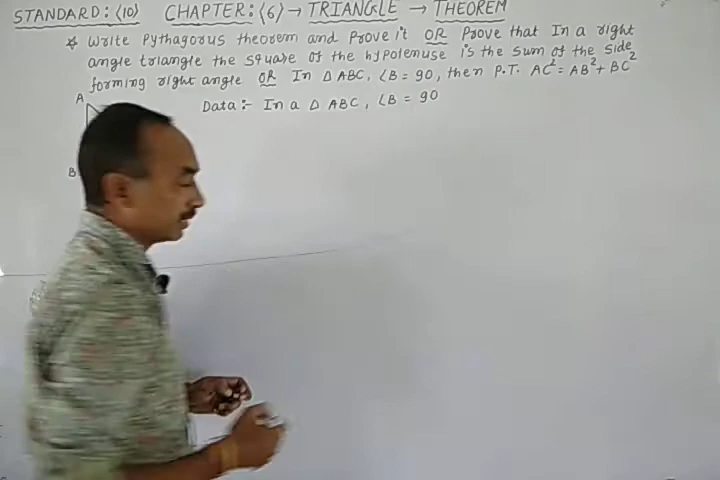 STANDARD: (10) CHAPTER: (6) → TRIANGLE → THEOREM
* Write Pythagorus theorem and Prove it OR Prove that In a right
angle triangle the square of the hypotenuse is the sum of the side
forming right angle OR In △ ABC, ∠B = 90, then P.T. AC² = AB² + BC²
A
Data :- In a △ ABC, ∠B = 90
B